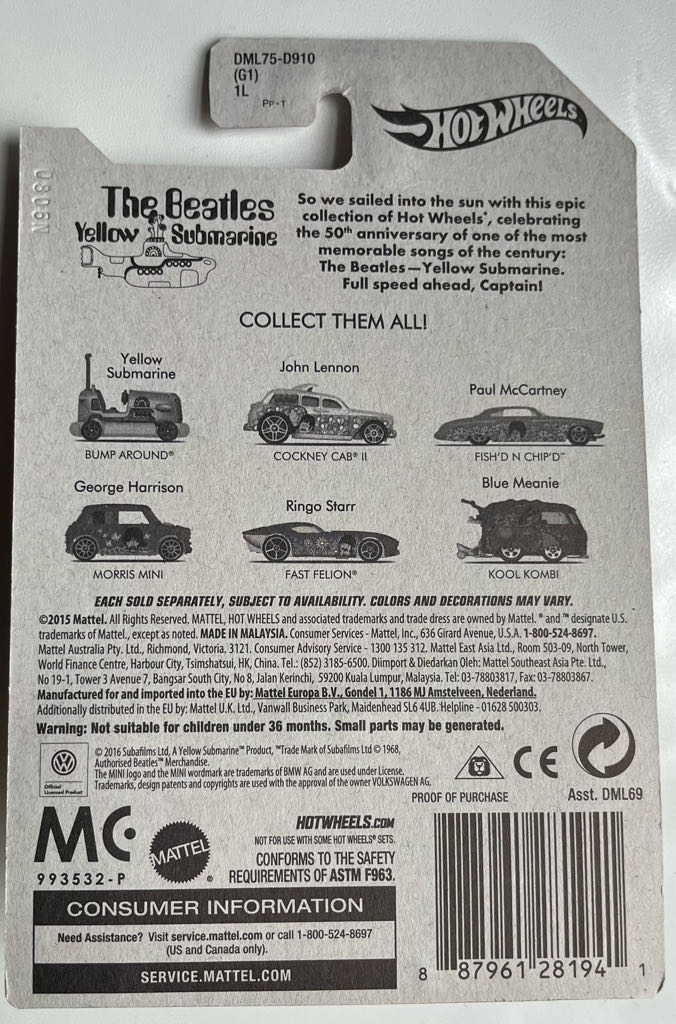 DML75-D910
(G1)
1L
PP-T
HOT WHEELS
0806N
The Beatles
Yellow Submarine
So we sailed into the sun with this epic
collection of Hot Wheels®, celebrating
the 50th anniversary of one of the most
memorable songs of the century:
The Beatles—Yellow Submarine.
Full speed ahead, Captain!
COLLECT THEM ALL!
Yellow
Submarine
BUMP AROUND®
John Lennon
COCKNEY CAB® II
Paul McCartney
FISH'D N CHIP'D™
George Harrison
MORRIS MINI
Ringo Starr
FAST FELION®
Blue Meanie
KOOL KOMBI
EACH SOLD SEPARATELY, SUBJECT TO AVAILABILITY. COLORS AND DECORATIONS MAY VARY.
©2015 Mattel. All Rights Reserved. MATTEL, HOT WHEELS and associated trademarks and trade dress are owned by Mattel. ® and ™ designate U.S.
trademarks of Mattel, except as noted. MADE IN MALAYSIA. Consumer Services - Mattel, Inc., 636 Girard Avenue, U.S.A. 1-800-524-8697.
Mattel Australia Pty. Ltd., Richmond, Victoria. 3121. Consumer Advisory Service - 1300 135 312. Mattel East Asia Ltd., Room 503-09, North Tower,
World Finance Centre, Harbour City, Tsimshatsui, HK, China. Tel.: (852) 3185-6500. Diimport & Diedarkan Oleh: Mattel Southeast Asia Pte. Ltd.,
No 19-1, Tower 3 Avenue 7, Bangsar South City, No 8, Jalan Kerinchi, 59200 Kuala Lumpur, Malaysia. Tel: 03-78803817, Fax: 03-78803867.
Manufactured for and imported into the EU by: Mattel Europa B.V., Gondel 1, 1186 MJ Amstelveen, Nederland.
Additionally distributed in the EU by: Mattel U.K. Ltd., Vanwall Business Park, Maidenhead SL6 4UB. Helpline - 01628 500303.
Warning: Not suitable for children under 36 months. Small parts may be generated.
Official
Licensed Product
© 2016 Subafilms Ltd. A Yellow Submarine™ Product, ™Trade Mark of Subafilms Ltd © 1968,
Authorised Beatles™ Merchandise.
The MINI logo and the MINI wordmark are trademarks of BMW AG and are used under License.
Trademarks, design patents and copyrights are used with the approval of the owner VOLKSWAGEN AG.
CE
PROOF OF PURCHASE
Asst. DML69
MC
993532-P
MATTEL®
HOTWHEELS.COM
NOT FOR USE WITH SOME HOT WHEELS® SETS.
CONFORMS TO THE SAFETY
REQUIREMENTS OF ASTM F963.
CONSUMER INFORMATION
Need Assistance? Visit service.mattel.com or call 1-800-524-8697
(US and Canada only).
SERVICE.MATTEL.COM
8 87961 28194 1